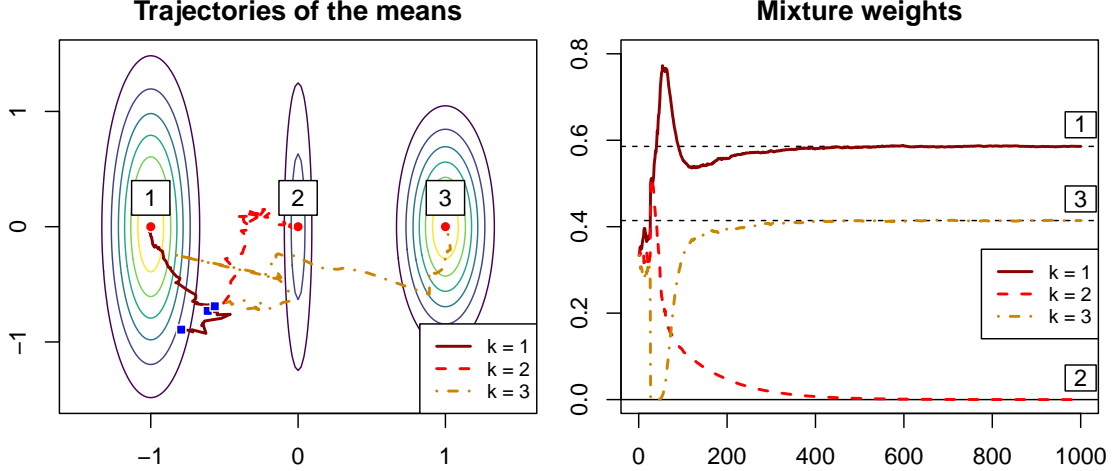 Trajectories of the means
1
0
−1
1
2
3
k = 1
k = 2
k = 3
−1
0
1
Mixture weights
0.8
0.6
0.4
0.2
0.0
1
3
k = 1
k = 2
k = 3
2
0
200
400
600
800
1000